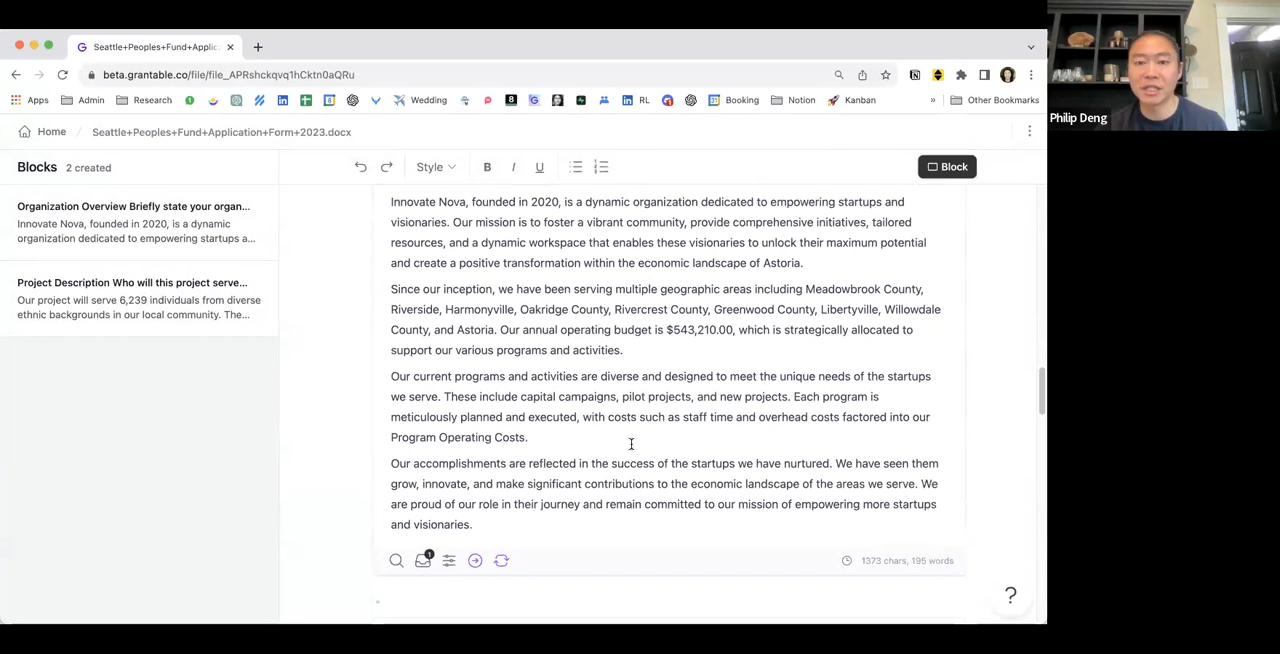 Seattle+Peoples+Fund+Applic
beta.grantable.co/file/file_APRshckqvq1hCktn0aQRu
Apps
Admin
Research
Wedding
RL
Booking
Notion
Kanban
»
Other Bookmarks
Philip Deng
Home / Seattle+Peoples+Fund+Application+Form+2023.docx
Blocks 2 created
Style
B I U
Block
Organization Overview Briefly state your organ...
Innovate Nova, founded in 2020, is a dynamic
organization dedicated to empowering startups a...
Project Description Who will this project serve...
Our project will serve 6,239 individuals from diverse
ethnic backgrounds in our local community. The...
Innovate Nova, founded in 2020, is a dynamic organization dedicated to empowering startups and
visionaries. Our mission is to foster a vibrant community, provide comprehensive initiatives, tailored
resources, and a dynamic workspace that enables these visionaries to unlock their maximum potential
and create a positive transformation within the economic landscape of Astoria.
Since our inception, we have been serving multiple geographic areas including Meadowbrook County,
Riverside, Harmonyville, Oakridge County, Rivercrest County, Greenwood County, Libertyville, Willowdale
County, and Astoria. Our annual operating budget is $543,210.00, which is strategically allocated to
support our various programs and activities.
Our current programs and activities are diverse and designed to meet the unique needs of the startups
we serve. These include capital campaigns, pilot projects, and new projects. Each program is
meticulously planned and executed, with costs such as staff time and overhead costs factored into our
Program Operating Costs.
Our accomplishments are reflected in the success of the startups we have nurtured. We have seen them
grow, innovate, and make significant contributions to the economic landscape of the areas we serve. We
are proud of our role in their journey and remain committed to our mission of empowering more startups
and visionaries.
1
1373 chars, 195 words
?